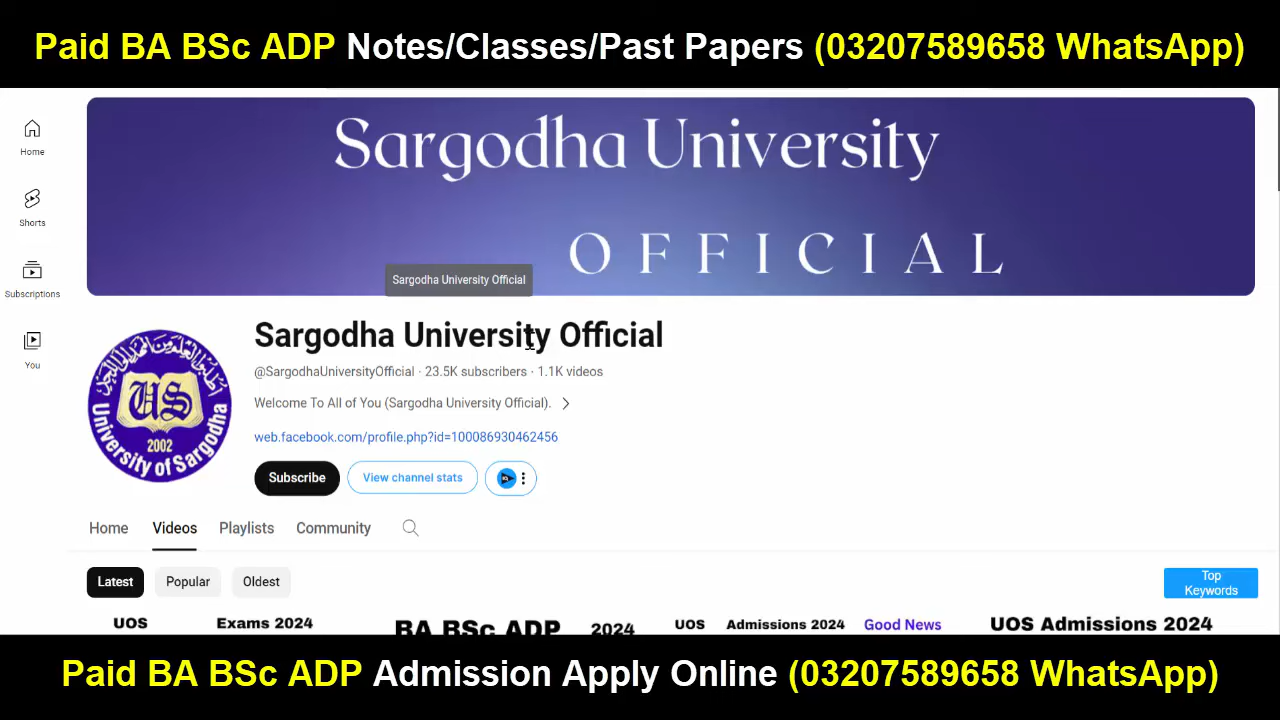 Paid BA BSc ADP Notes/Classes/Past Papers (03207589658 WhatsApp)
Sargodha University
OFFICIAL
Home
Shorts
Subscriptions
You
Sargodha University Official
Sargodha University Official
@SargodhaUniversityOfficial · 23.5K subscribers · 1.1K videos
Welcome To All of You (Sargodha University Official).
web.facebook.com/profile.php?id=100086930462456
US
2002
University of Sargodha
Subscribe View channel stats
Home Videos Playlists Community
Latest Popular Oldest Top
Keywords
UOS Exams 2024 BA BSc ADP 2024 UOS Admissions 2024 Good News UOS Admissions 2024
Paid BA BSc ADP Admission Apply Online (03207589658 WhatsApp)